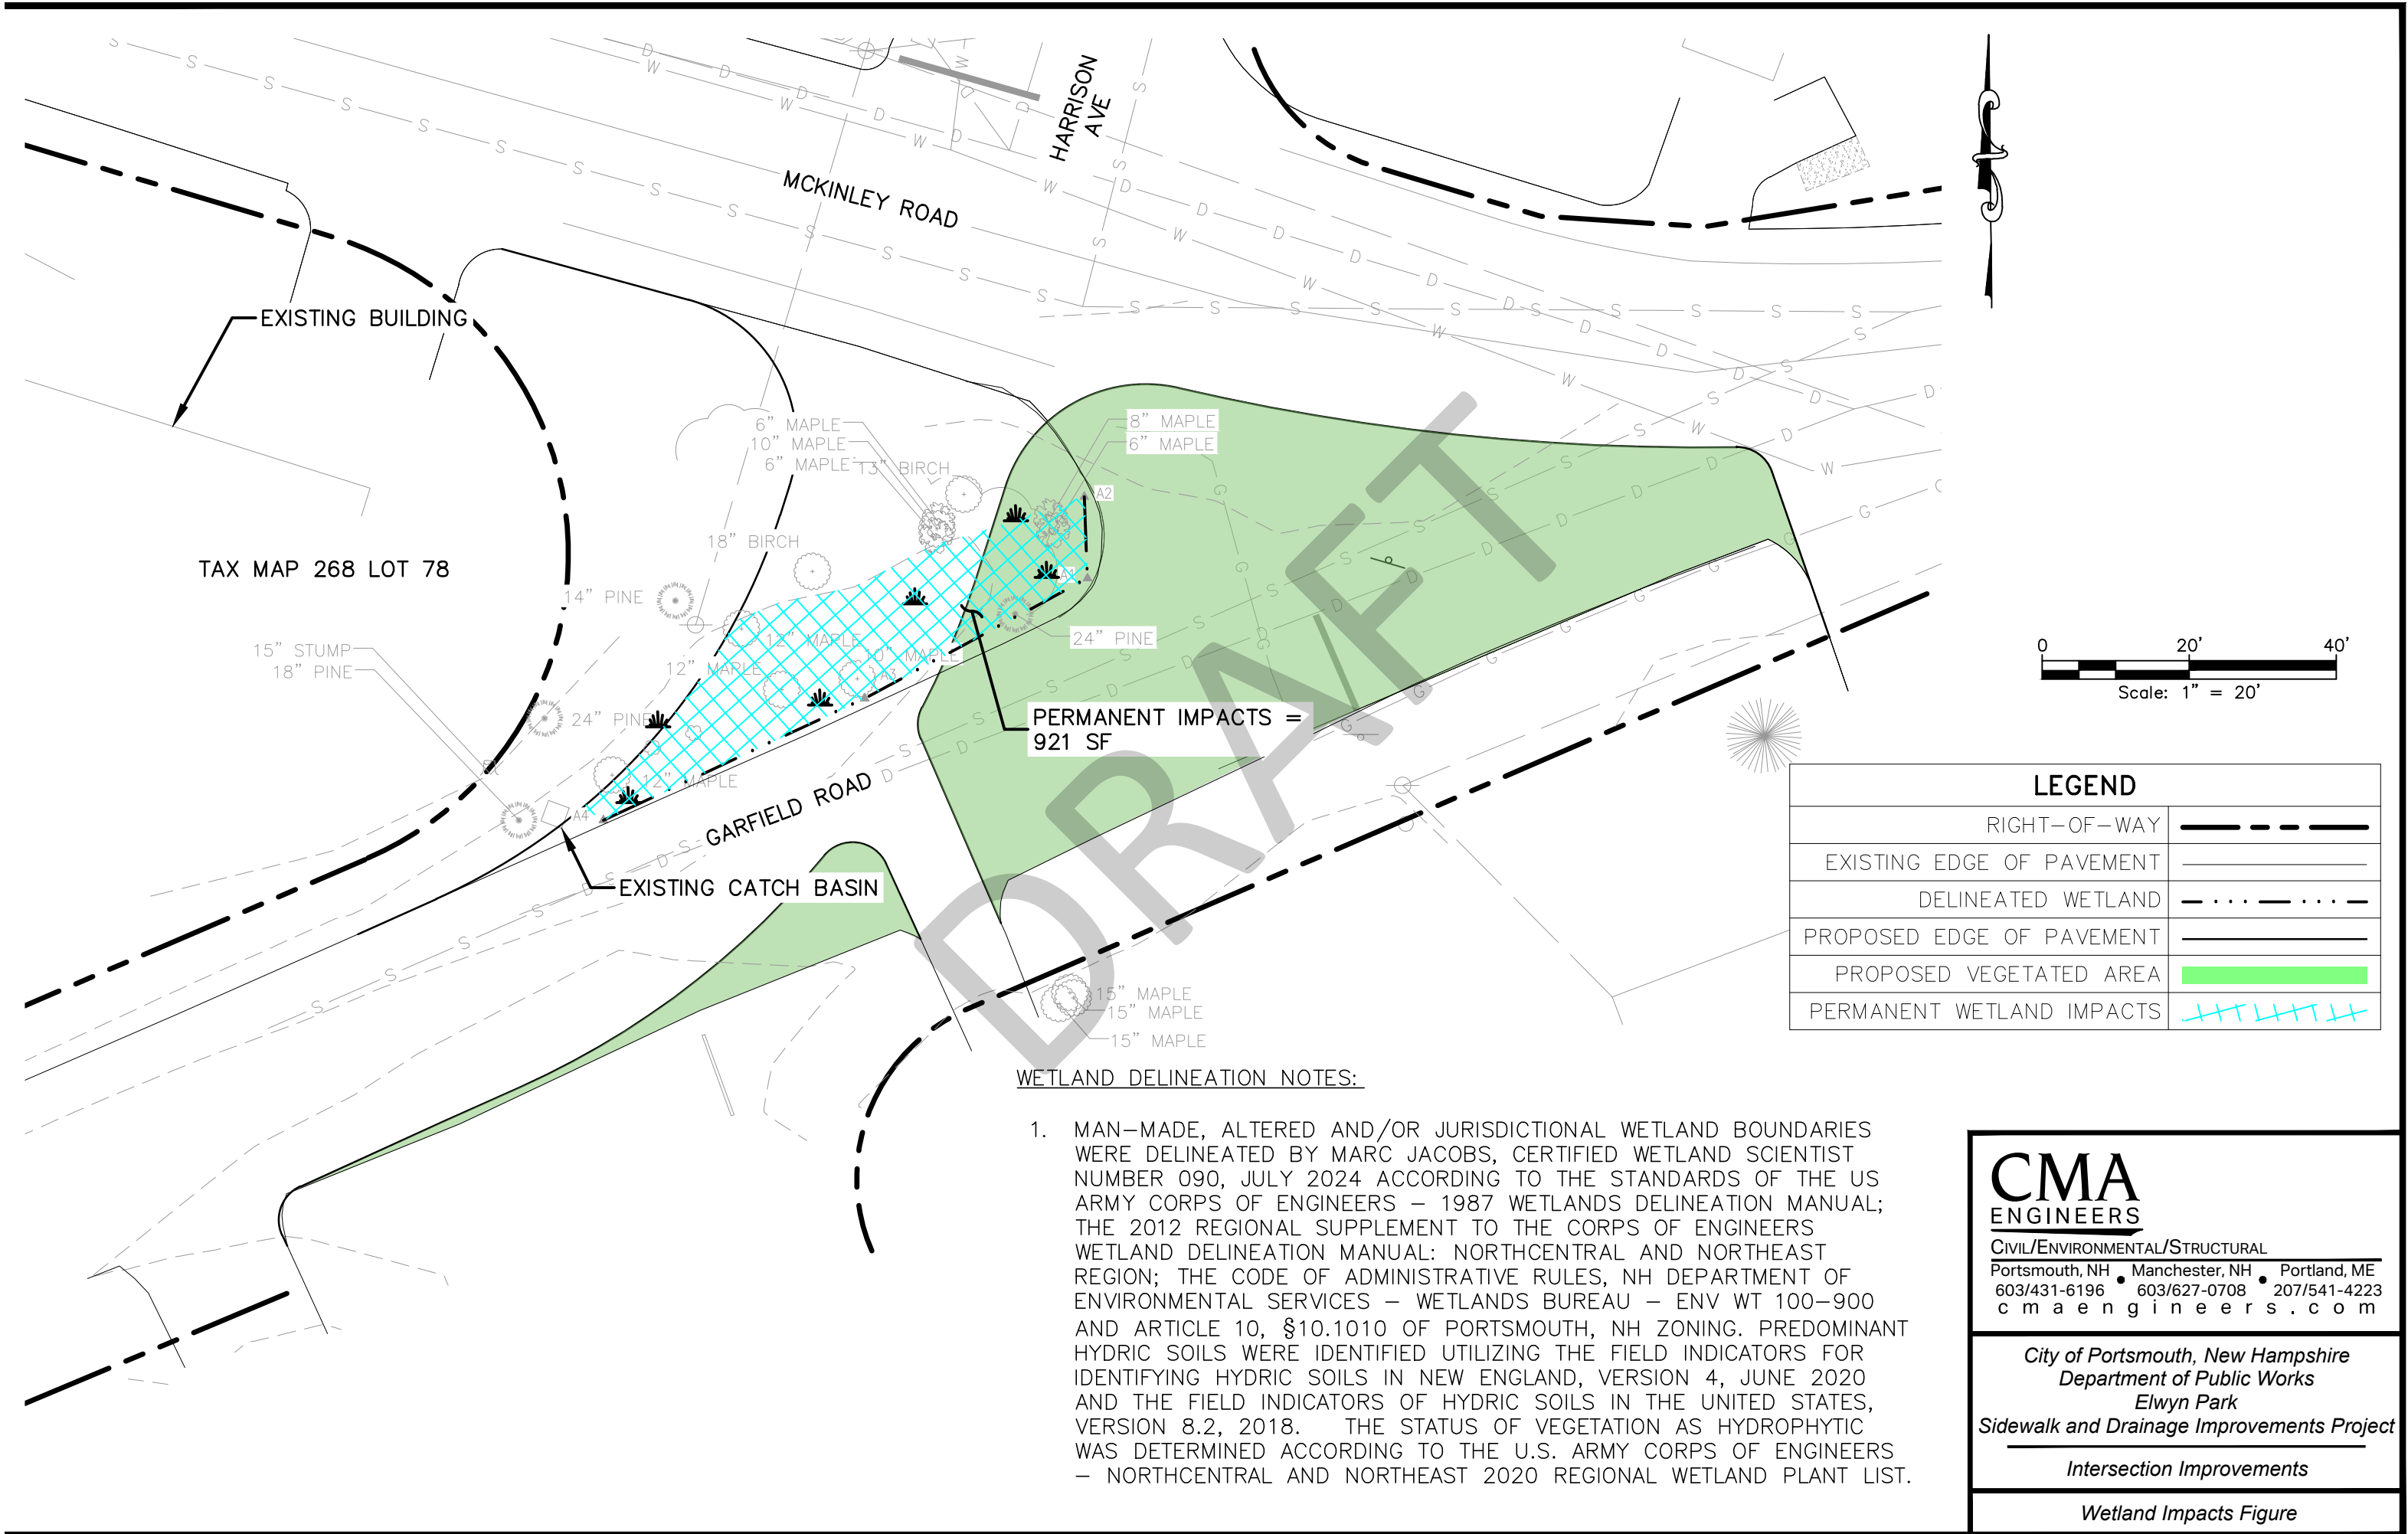 HARRISON
AVE
MCKINLEY ROAD
EXISTING BUILDING
TAX MAP 268 LOT 78
6" MAPLE
10" MAPLE
6" MAPLE
13" BIRCH
8" MAPLE
6" MAPLE
A2
18" BIRCH
14" PINE
A1
15" STUMP
18" PINE
12" MAPLE
10" MAPLE
12" MAPLE
A3
24" PINE
24" PINE
PERMANENT IMPACTS =
921 SF
12" MAPLE
A4
GARFIELD ROAD
EXISTING CATCH BASIN
15" MAPLE
15" MAPLE
15" MAPLE
DRAFT
0 20' 40'
Scale: 1" = 20'
LEGEND
RIGHT-OF-WAY
EXISTING EDGE OF PAVEMENT
DELINEATED WETLAND
PROPOSED EDGE OF PAVEMENT
PROPOSED VEGETATED AREA
PERMANENT WETLAND IMPACTS
WETLAND DELINEATION NOTES:
1. MAN-MADE, ALTERED AND/OR JURISDICTIONAL WETLAND BOUNDARIES
WERE DELINEATED BY MARC JACOBS, CERTIFIED WETLAND SCIENTIST
NUMBER 090, JULY 2024 ACCORDING TO THE STANDARDS OF THE US
ARMY CORPS OF ENGINEERS – 1987 WETLANDS DELINEATION MANUAL;
THE 2012 REGIONAL SUPPLEMENT TO THE CORPS OF ENGINEERS
WETLAND DELINEATION MANUAL: NORTHCENTRAL AND NORTHEAST
REGION; THE CODE OF ADMINISTRATIVE RULES, NH DEPARTMENT OF
ENVIRONMENTAL SERVICES – WETLANDS BUREAU – ENV WT 100-900
AND ARTICLE 10, §10.1010 OF PORTSMOUTH, NH ZONING. PREDOMINANT
HYDRIC SOILS WERE IDENTIFIED UTILIZING THE FIELD INDICATORS FOR
IDENTIFYING HYDRIC SOILS IN NEW ENGLAND, VERSION 4, JUNE 2020
AND THE FIELD INDICATORS OF HYDRIC SOILS IN THE UNITED STATES,
VERSION 8.2, 2018. THE STATUS OF VEGETATION AS HYDROPHYTIC
WAS DETERMINED ACCORDING TO THE U.S. ARMY CORPS OF ENGINEERS
– NORTHCENTRAL AND NORTHEAST 2020 REGIONAL WETLAND PLANT LIST.
CMA
ENGINEERS
CIVIL/ENVIRONMENTAL/STRUCTURAL
Portsmouth, NH • Manchester, NH • Portland, ME
603/431-6196 603/627-0708 207/541-4223
cmaengineers.com
City of Portsmouth, New Hampshire
Department of Public Works
Elwyn Park
Sidewalk and Drainage Improvements Project
Intersection Improvements
Wetland Impacts Figure